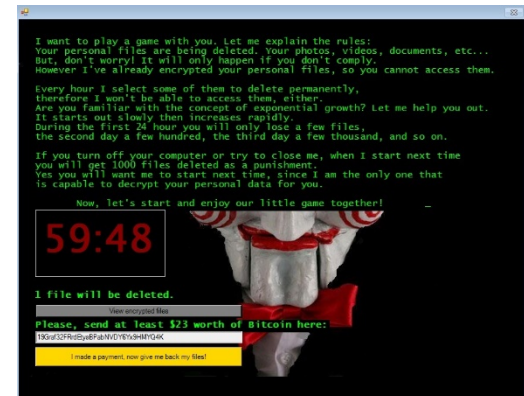 I want to play a game with you. Let me explain the rules:
Your personal files are being deleted. Your photos, videos, documents, etc...
But, don't worry! It will only happen if you don't comply.
However I've already encrypted your personal files, so you cannot access them.
Every hour I select some of them to delete permanently,
therefore I won't be able to access them, either.
Are you familiar with the concept of exponential growth? Let me help you out.
It starts out slowly then increases rapidly.
During the first 24 hour you will only lose a few files,
the second day a few hundred, the third day a few thousand, and so on.
If you turn off your computer or try to close me, when I start next time
you will get 1000 files deleted as a punishment.
Yes you will want me to start next time, since I am the only one that
is capable to decrypt your personal data for you.
Now, let's start and enjoy our little game together!
59:48
1 file will be deleted.
View encrypted files
Please, send at least $23 worth of Bitcoin here:
I made a payment, now give me back my files!